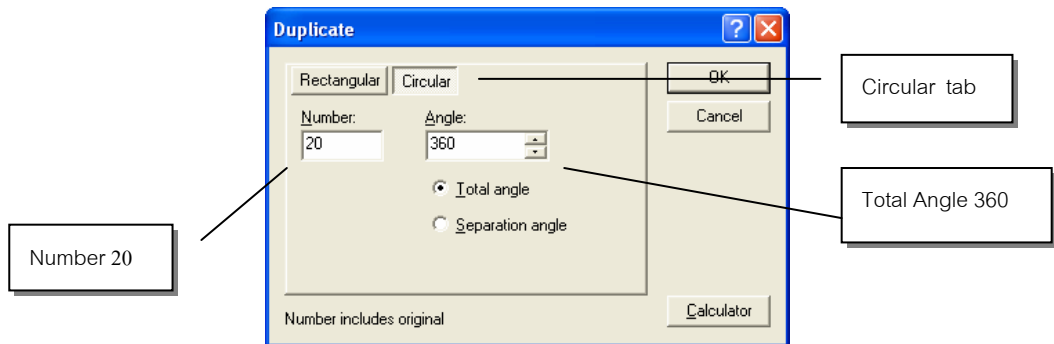 Duplicate
Rectangular Circular
OK
Circular tab
Number: Angle:
Cancel
20 360
Total angle
Total Angle 360
Separation angle
Number 20
Number includes original
Calculator